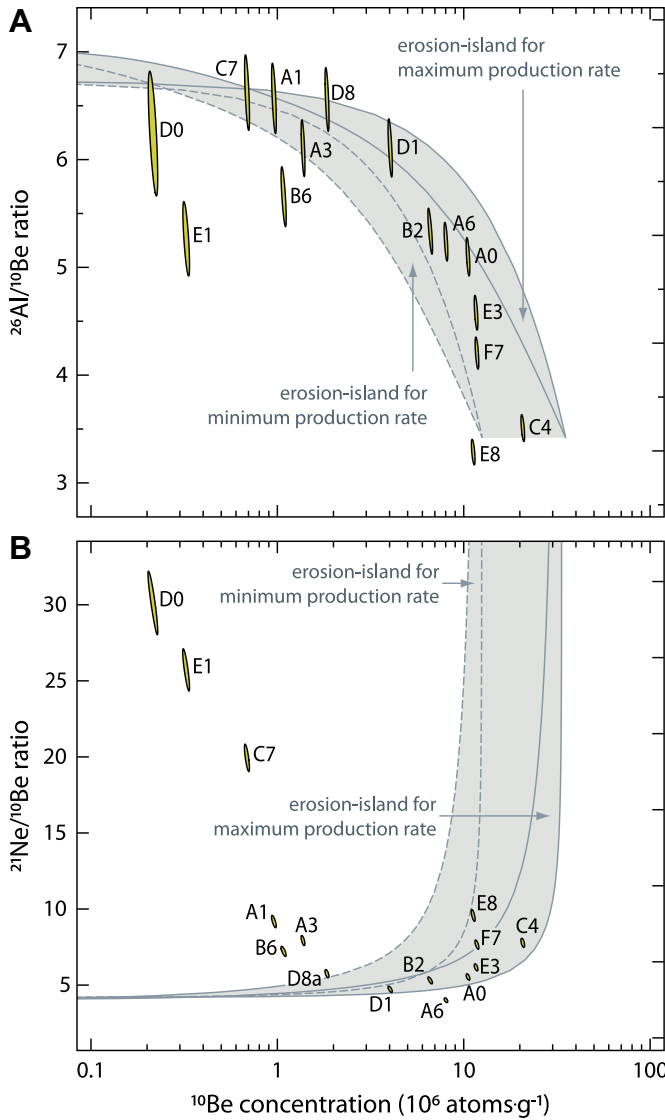 A
7
6
5
4
3
²⁶Al/¹⁰Be ratio
erosion-island for
maximum production rate
C7
A1
D8
D0
A3
D1
B6
E1
B2
A6
A0
E3
F7
erosion-island for
minimum production rate
C4
E8
B
30
25
20
15
10
5
²¹Ne/¹⁰Be ratio
erosion-island for
minimum production rate
D0
E1
C7
erosion-island for
maximum production rate
A1
A3
E8
B6
F7
C4
D8a
B2
E3
D1
A6
A0
0.1
1
10
100
¹⁰Be concentration (10⁶ atoms·g⁻¹)